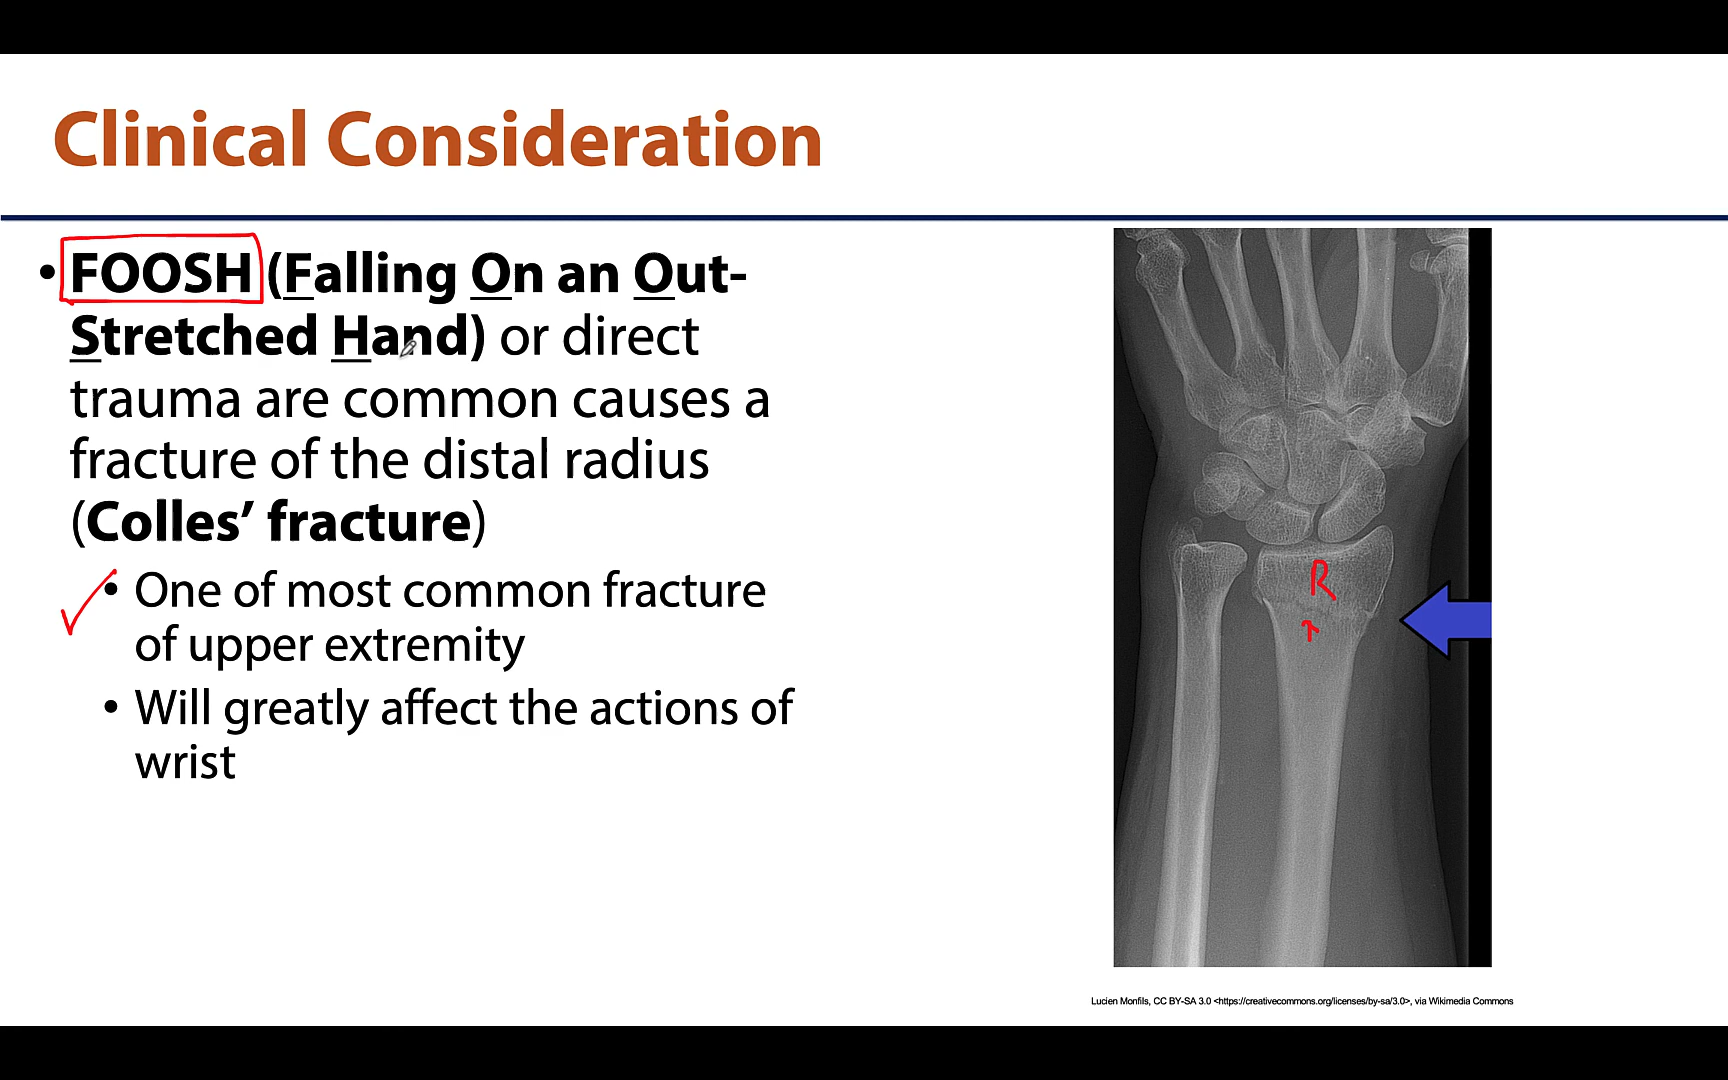 Clinical Consideration
• FOOSH (Falling On an Out-
Stretched Hand) or direct
trauma are common causes a
fracture of the distal radius
(Colles’ fracture)
• One of most common fracture
of upper extremity
• Will greatly affect the actions of
wrist
R
Lucien Monfils, CC BY-SA 3.0 <https://creativecommons.org/licenses/by-sa/3.0>, via Wikimedia Commons